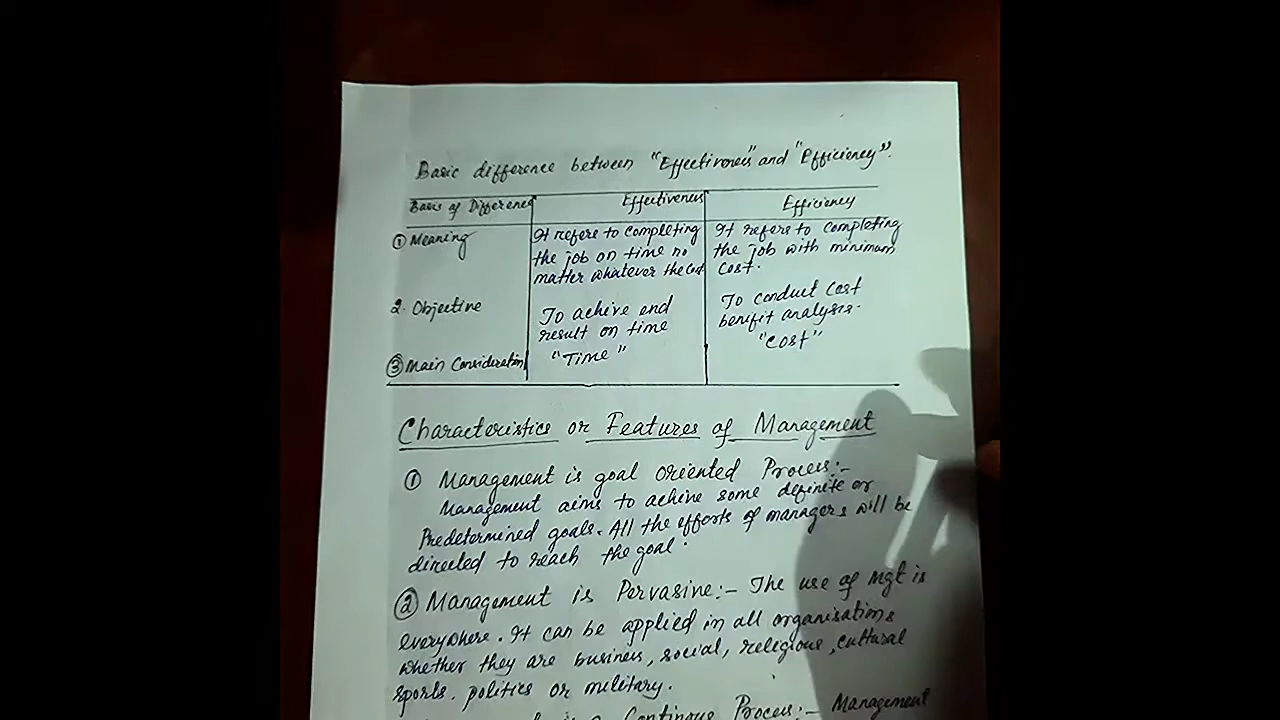 Basic difference between "Effectiveness" and "Efficiency".
Basis of Difference Effectiveness Efficiency
① Meaning It refers to completing the job on time no matter whatever the cost It refers to completing the job with minimum cost.
2. Objective To achive end result on time To conduct cost benifit analysis.
③ Main Consideration "Time" "Cost"
Characteristics or Features of Management
① Management is goal oriented Process:-
Management aims to achive some definite or
Predetermined goals. All the efforts of managers will be
directed to reach the goal.
② Management is Pervasive:- The use of Mgt is
everywhere. It can be applied in all organisations
whether they are business, social, religious, cultural
sports, politics or military.
is a Continous Process:- Management